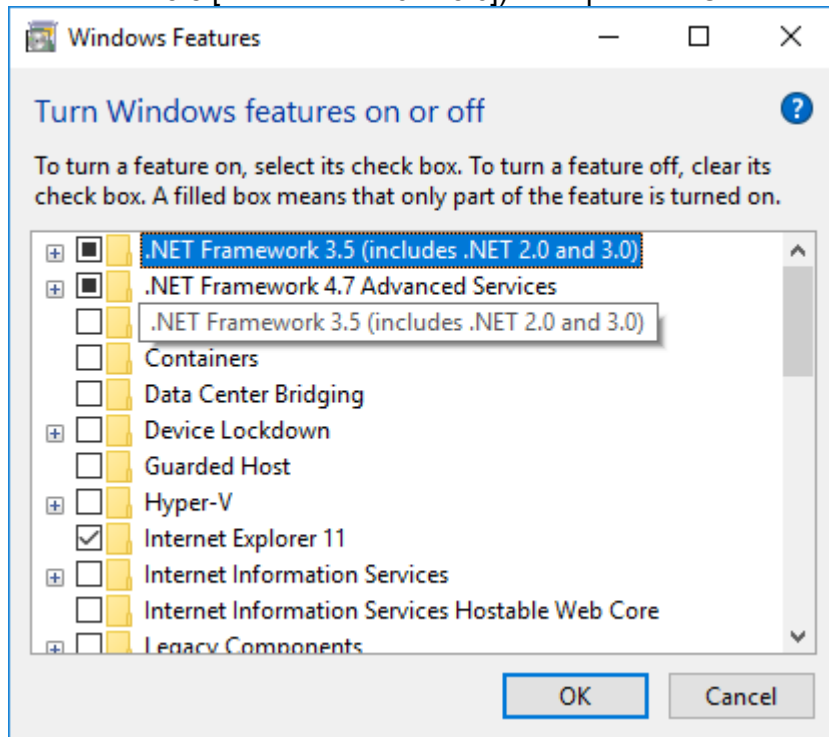 Windows Features
Turn Windows features on or off
To turn a feature on, select its check box. To turn a feature off, clear its
check box. A filled box means that only part of the feature is turned on.
.NET Framework 3.5 (includes .NET 2.0 and 3.0)
.NET Framework 4.7 Advanced Services
.NET Framework 3.5 (includes .NET 2.0 and 3.0)
Containers
Data Center Bridging
Device Lockdown
Guarded Host
Hyper-V
Internet Explorer 11
Internet Information Services
Internet Information Services Hostable Web Core
Legacy Components
OK
Cancel